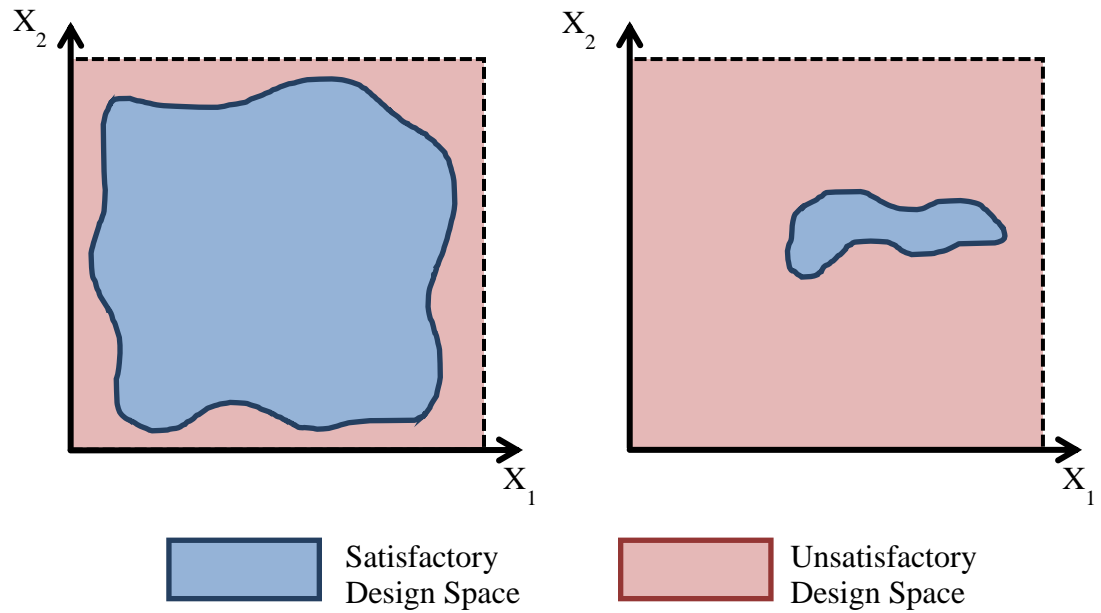 X2
X1
X2
X1
Satisfactory
Design Space
Unsatisfactory
Design Space